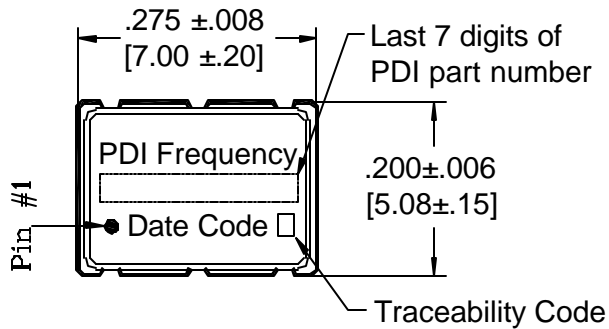 .275 ±.008
[7.00 ±.20]
Last 7 digits of
PDI part number
PDI Frequency
.200±.006
[5.08±.15]
Pin #1
Date Code
Traceability Code